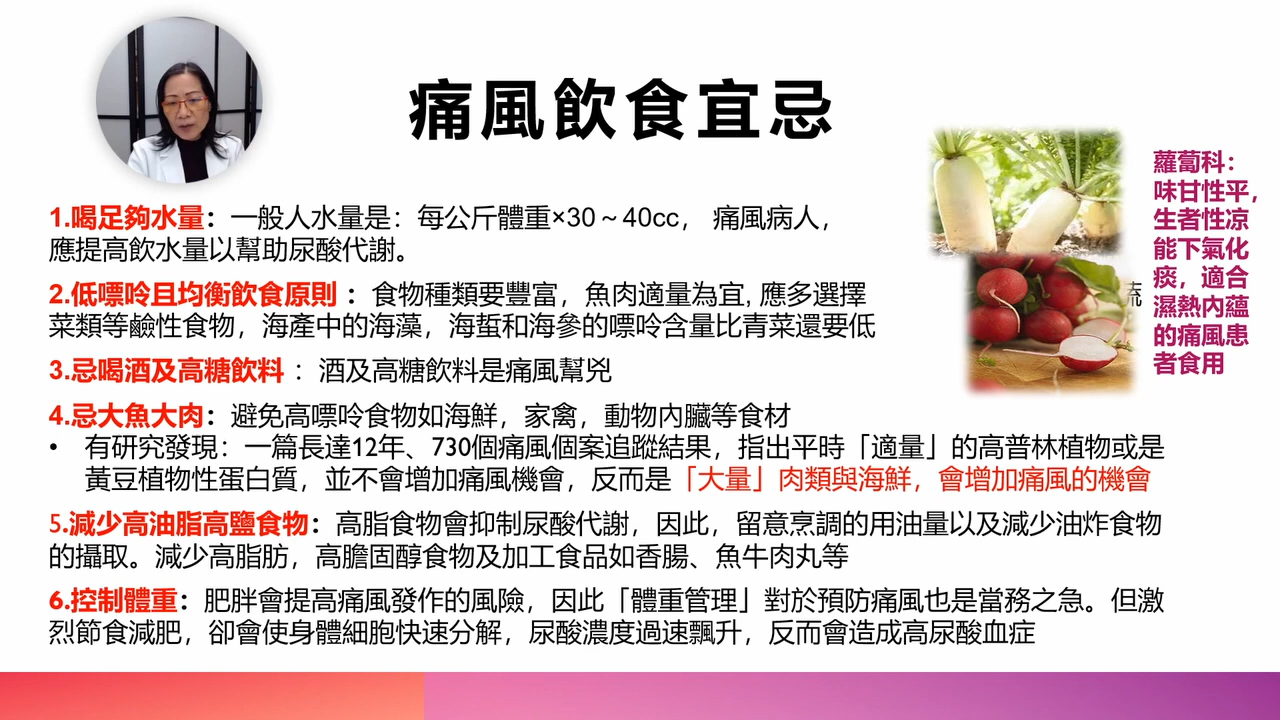 痛風飲食宜忌
1.喝足夠水量：一般人水量是：每公斤體重×30～40cc， 痛風病人，
應提高飲水量以幫助尿酸代謝。
2.低嘌呤且均衡飲食原則 ：食物種類要豐富，魚肉適量為宜, 應多選擇
菜類等鹼性食物，海產中的海藻，海蜇和海參的嘌呤含量比青菜還要低
3.忌喝酒及高糖飲料 ：酒及高糖飲料是痛風幫兇
4.忌大魚大肉：避免高嘌呤食物如海鮮，家禽，動物內臟等食材
• 有研究發現：一篇長達12年、730個痛風個案追蹤結果，指出平時「適量」的高普林植物或是
黃豆植物性蛋白質，並不會增加痛風機會，反而是「大量」肉類與海鮮，會增加痛風的機會
5.減少高油脂高鹽食物：高脂食物會抑制尿酸代謝，因此，留意烹調的用油量以及減少油炸食物
的攝取。減少高脂肪，高膽固醇食物及加工食品如香腸、魚牛肉丸等
6.控制體重：肥胖會提高痛風發作的風險，因此「體重管理」對於預防痛風也是當務之急。但激
烈節食減肥，卻會使身體細胞快速分解，尿酸濃度過速飄升，反而會造成高尿酸血症
蘿蔔科：
味甘性平，
生者性凉
能下氣化
痰，適合
濕熱內蘊
的痛風患
者食用